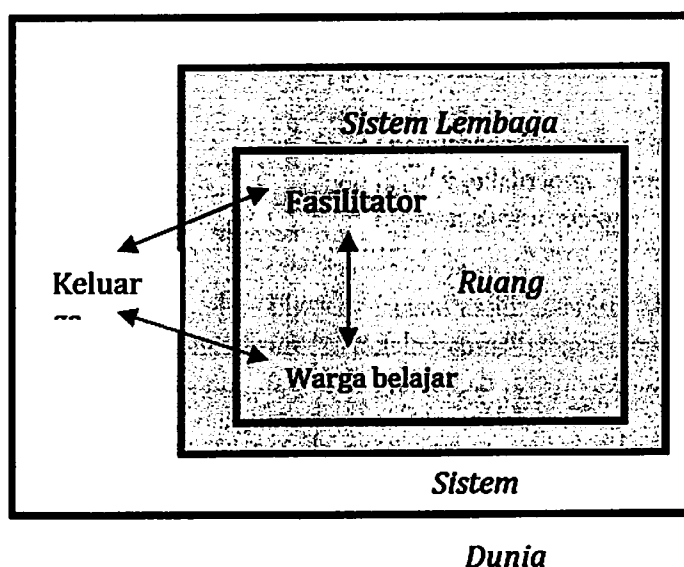 Sistem Lembaga
Fasilitator
Keluar
Ruang
Warga belajar
Sistem
Dunia